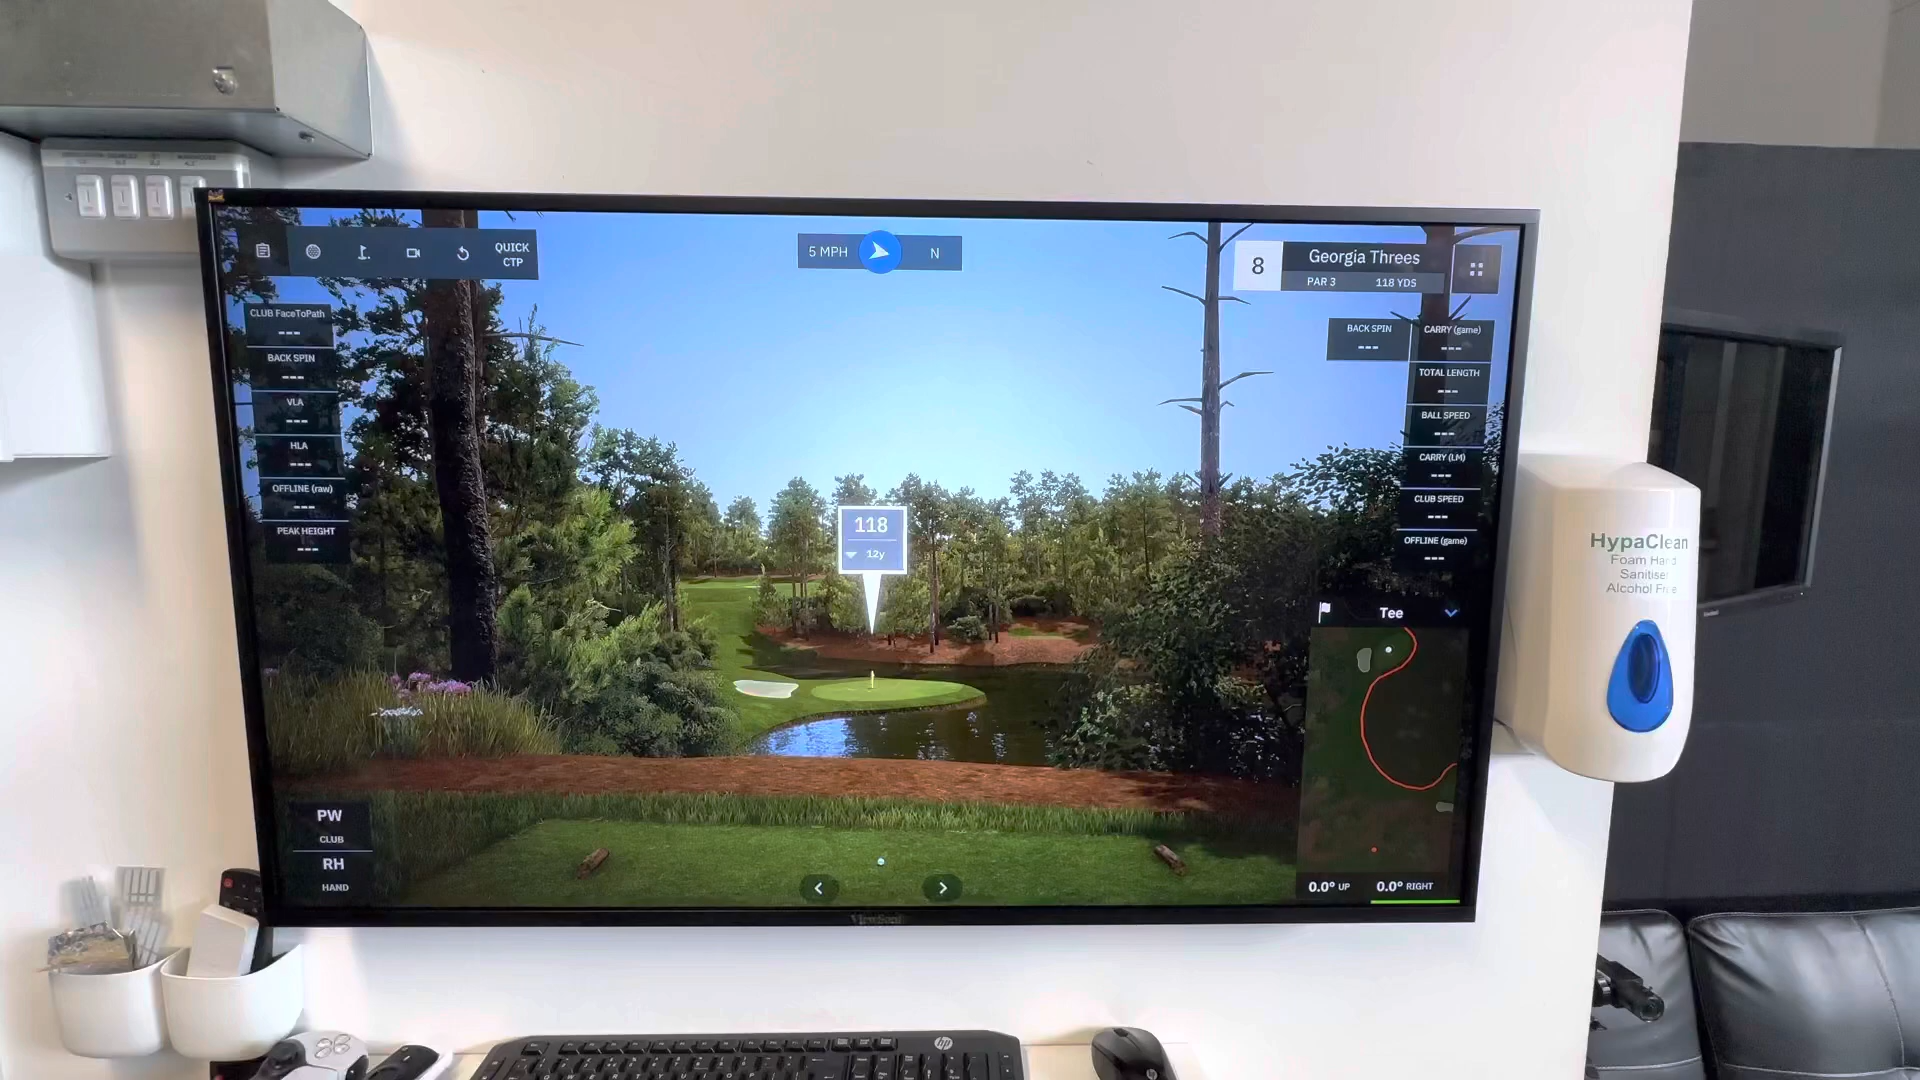 QUICK
CTP
5 MPH
N
8
Georgia Threes
PAR 3 118 YDS
CLUB FaceToPath
---
BACK SPIN
---
VLA
---
HLA
---
OFFLINE (raw)
---
PEAK HEIGHT
---
BACK SPIN
---
CARRY (game)
---
TOTAL LENGTH
---
BALL SPEED
---
CARRY (LM)
---
CLUB SPEED
---
OFFLINE (game)
---
118
12y
Tee
PW
CLUB
RH
HAND
0.0° UP 0.0° RIGHT
ViewSonic
HypaClean
Foam Hand
Sanitiser
Alcohol Free
hp